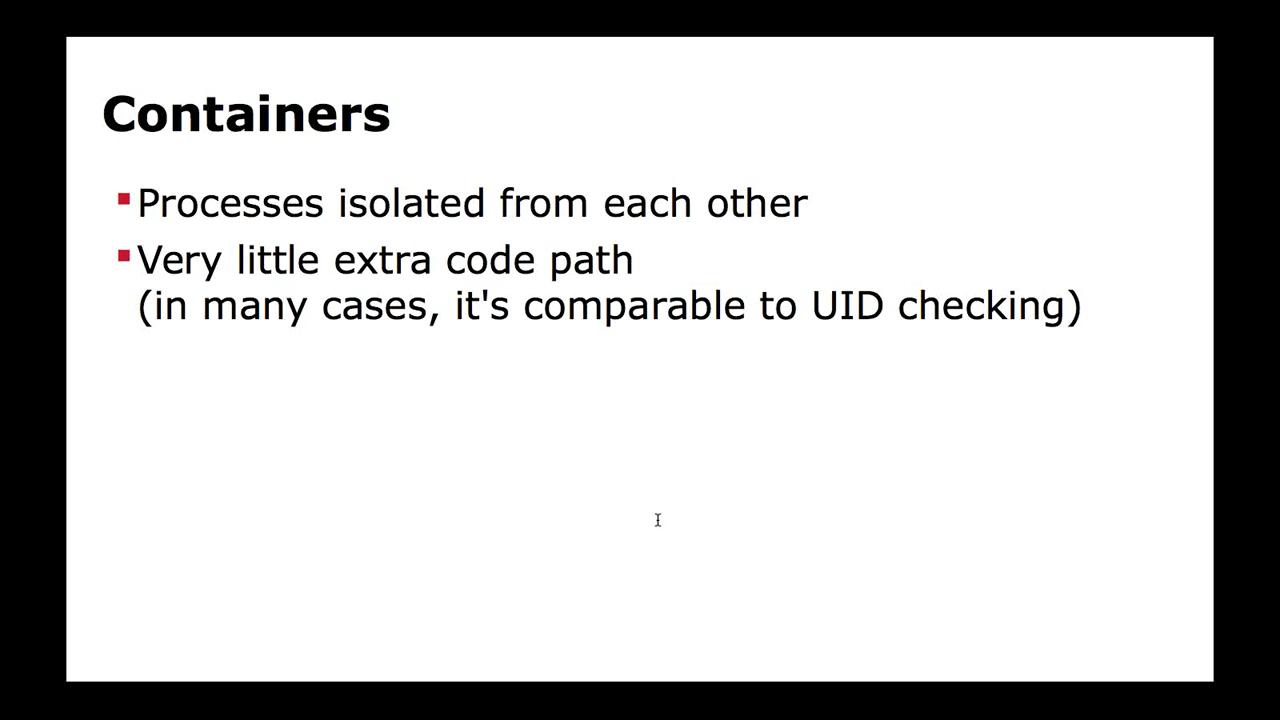 Containers
Processes isolated from each other
Very little extra code path
(in many cases, it's comparable to UID checking)